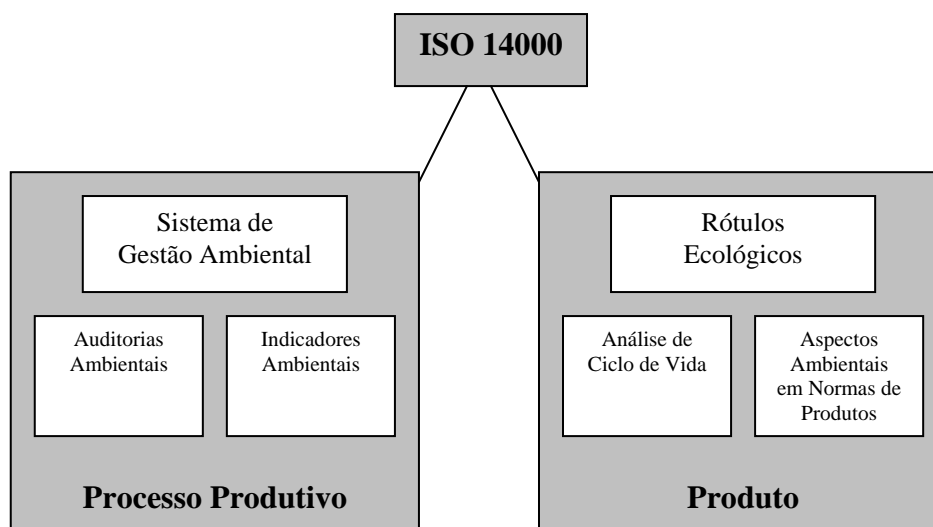 ISO 14000
Sistema de
Gestão Ambiental
Auditorias
Ambientais
Indicadores
Ambientais
Processo Produtivo
Rótulos
Ecológicos
Análise de
Ciclo de Vida
Aspectos
Ambientais
em Normas de
Produtos
Produto